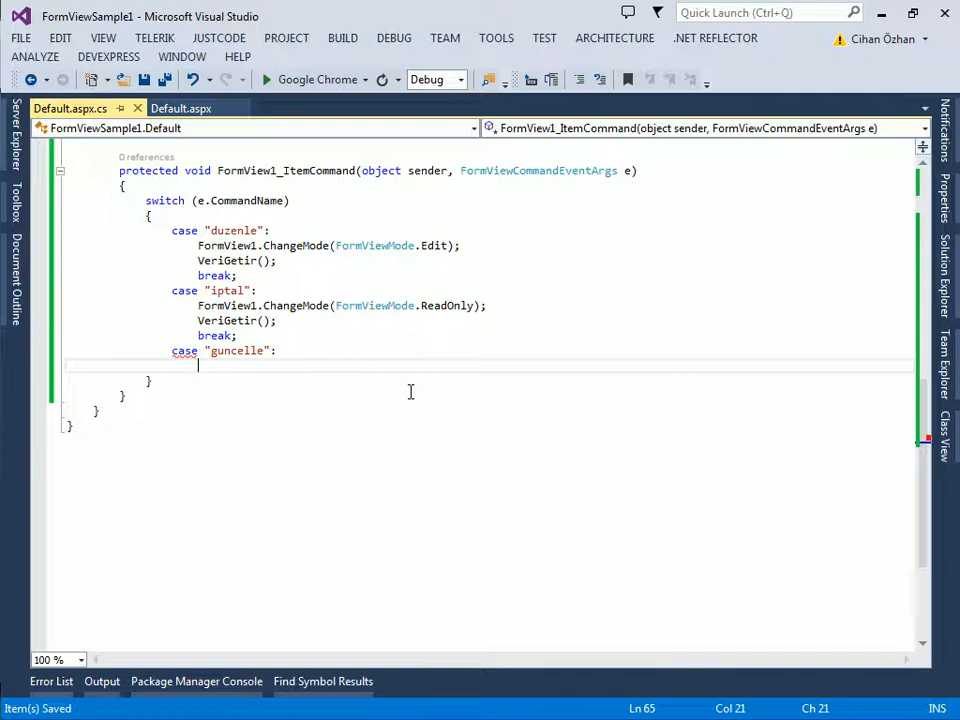 FormViewSample1 - Microsoft Visual Studio
Quick Launch (Ctrl+Q)
FILE EDIT VIEW TELERIK JUSTCODE PROJECT BUILD DEBUG TEAM TOOLS TEST ARCHITECTURE .NET REFLECTOR
Cihan Özhan
ANALYZE DEVEXPRESS WINDOW HELP
Google Chrome
Debug
Default.aspx.cs
Default.aspx
FormViewSample1.Default
FormView1_ItemCommand(object sender, FormViewCommandEventArgs e)
0 references
protected void FormView1_ItemCommand(object sender, FormViewCommandEventArgs e)
{
switch (e.CommandName)
{
case "duzenle":
FormView1.ChangeMode(FormViewMode.Edit);
VeriGetir();
break;
case "iptal":
FormView1.ChangeMode(FormViewMode.ReadOnly);
VeriGetir();
break;
case "guncelle":
}
}
}
}
Server Explorer
Toolbox
Document Outline
Notifications
Properties
Solution Explorer
Team Explorer
Class View
100 %
Error List Output Package Manager Console Find Symbol Results
Item(s) Saved
Ln 65
Col 21
Ch 21
INS